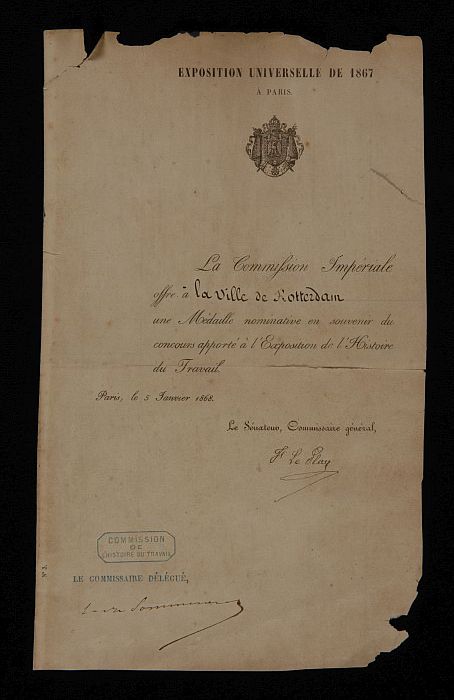 EXPOSITION UNIVERSELLE DE 1867
À PARIS.
La Commission Impériale
offre à la Ville de Rotterdam
une Médaille nominative en souvenir du
concours apporté à l'Exposition de l'Histoire
du Travail.
Paris, le 5 Janvier 1868.
Le Sénateur, Commissaire général,
F. Le Play
COMMISSION
DE
L'HISTOIRE DU TRAVAIL
LE COMMISSAIRE DÉLÉGUÉ,
Sommerard